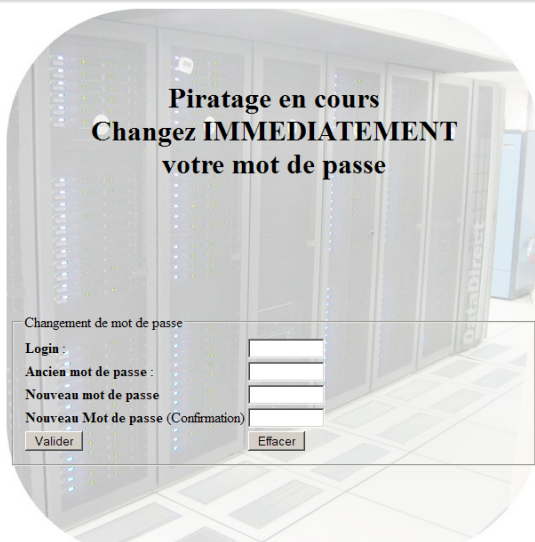 Piratage en cours
Changez IMMEDIATEMENT
votre mot de passe
DataDirect
Changement de mot de passe
Login :
Ancien mot de passe :
Nouveau mot de passe
Nouveau Mot de passe (Confirmation)
Valider Effacer